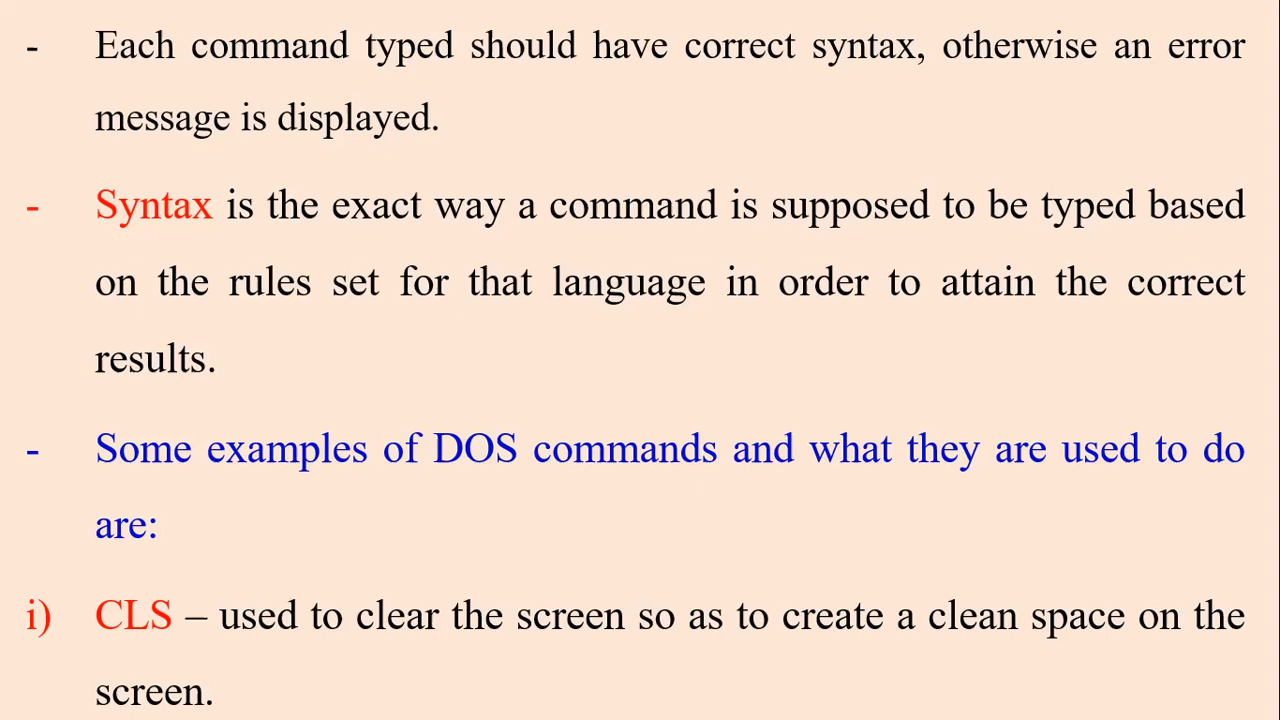 - Each command typed should have correct syntax, otherwise an error
message is displayed.
- Syntax is the exact way a command is supposed to be typed based
on the rules set for that language in order to attain the correct
results.
- Some examples of DOS commands and what they are used to do
are:
i) CLS – used to clear the screen so as to create a clean space on the
screen.